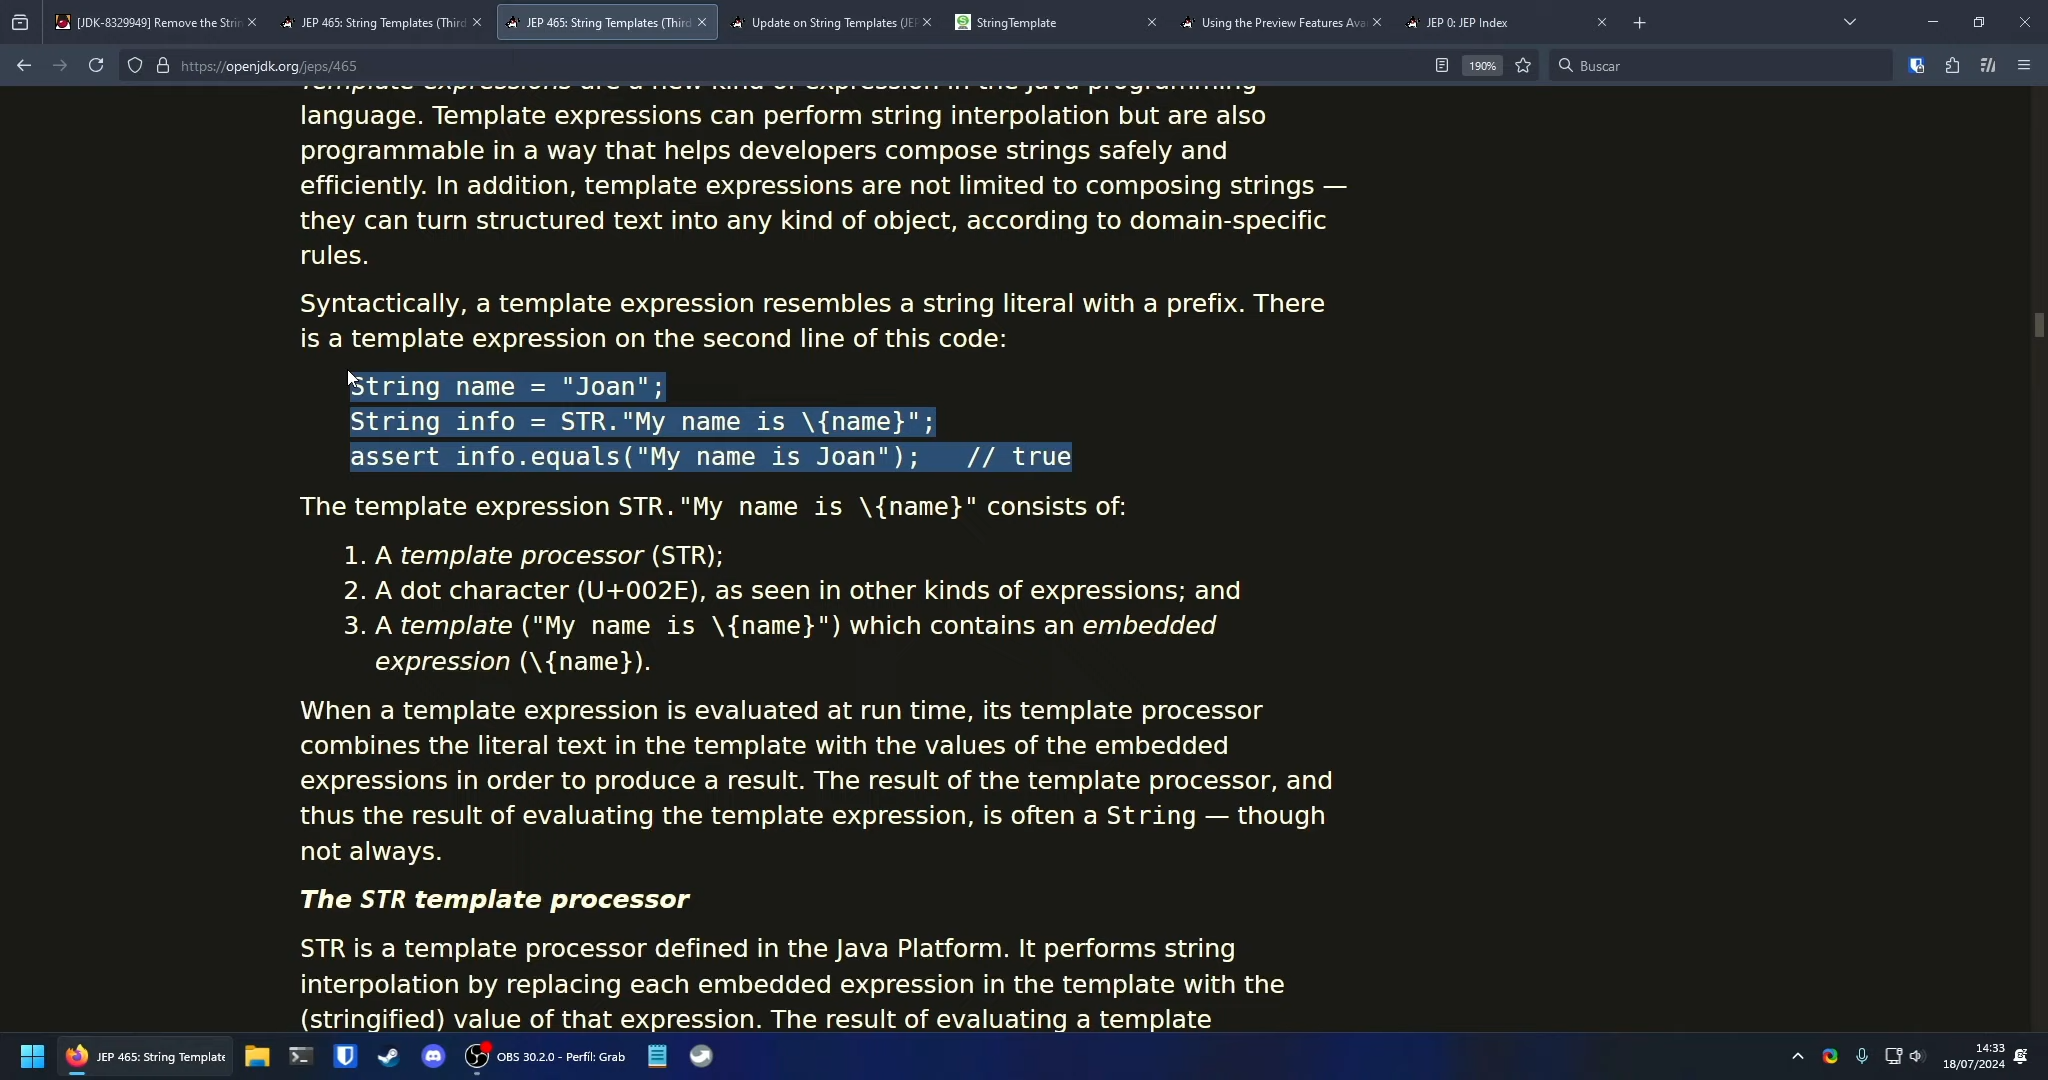 [JDK-8329949] Remove the Strin
JEP 465: String Templates (Third
JEP 465: String Templates (Third
Update on String Templates (JEP
StringTemplate
Using the Preview Features Ava
JEP 0: JEP Index
https://openjdk.org/jeps/465
190%
Buscar
Template expressions are a new kind of expression in the Java programming
language. Template expressions can perform string interpolation but are also
programmable in a way that helps developers compose strings safely and
efficiently. In addition, template expressions are not limited to composing strings —
they can turn structured text into any kind of object, according to domain-specific
rules.
Syntactically, a template expression resembles a string literal with a prefix. There
is a template expression on the second line of this code:
String name = "Joan";
String info = STR."My name is \{name}";
assert info.equals("My name is Joan");   // true
The template expression STR."My name is \{name}" consists of:
1. A template processor (STR);
2. A dot character (U+002E), as seen in other kinds of expressions; and
3. A template ("My name is \{name}") which contains an embedded
expression (\{name}).
When a template expression is evaluated at run time, its template processor
combines the literal text in the template with the values of the embedded
expressions in order to produce a result. The result of the template processor, and
thus the result of evaluating the template expression, is often a String — though
not always.
The STR template processor
STR is a template processor defined in the Java Platform. It performs string
interpolation by replacing each embedded expression in the template with the
(stringified) value of that expression. The result of evaluating a template
JEP 465: String Template
OBS 30.2.0 - Perfil: Grab
14:33
18/07/2024